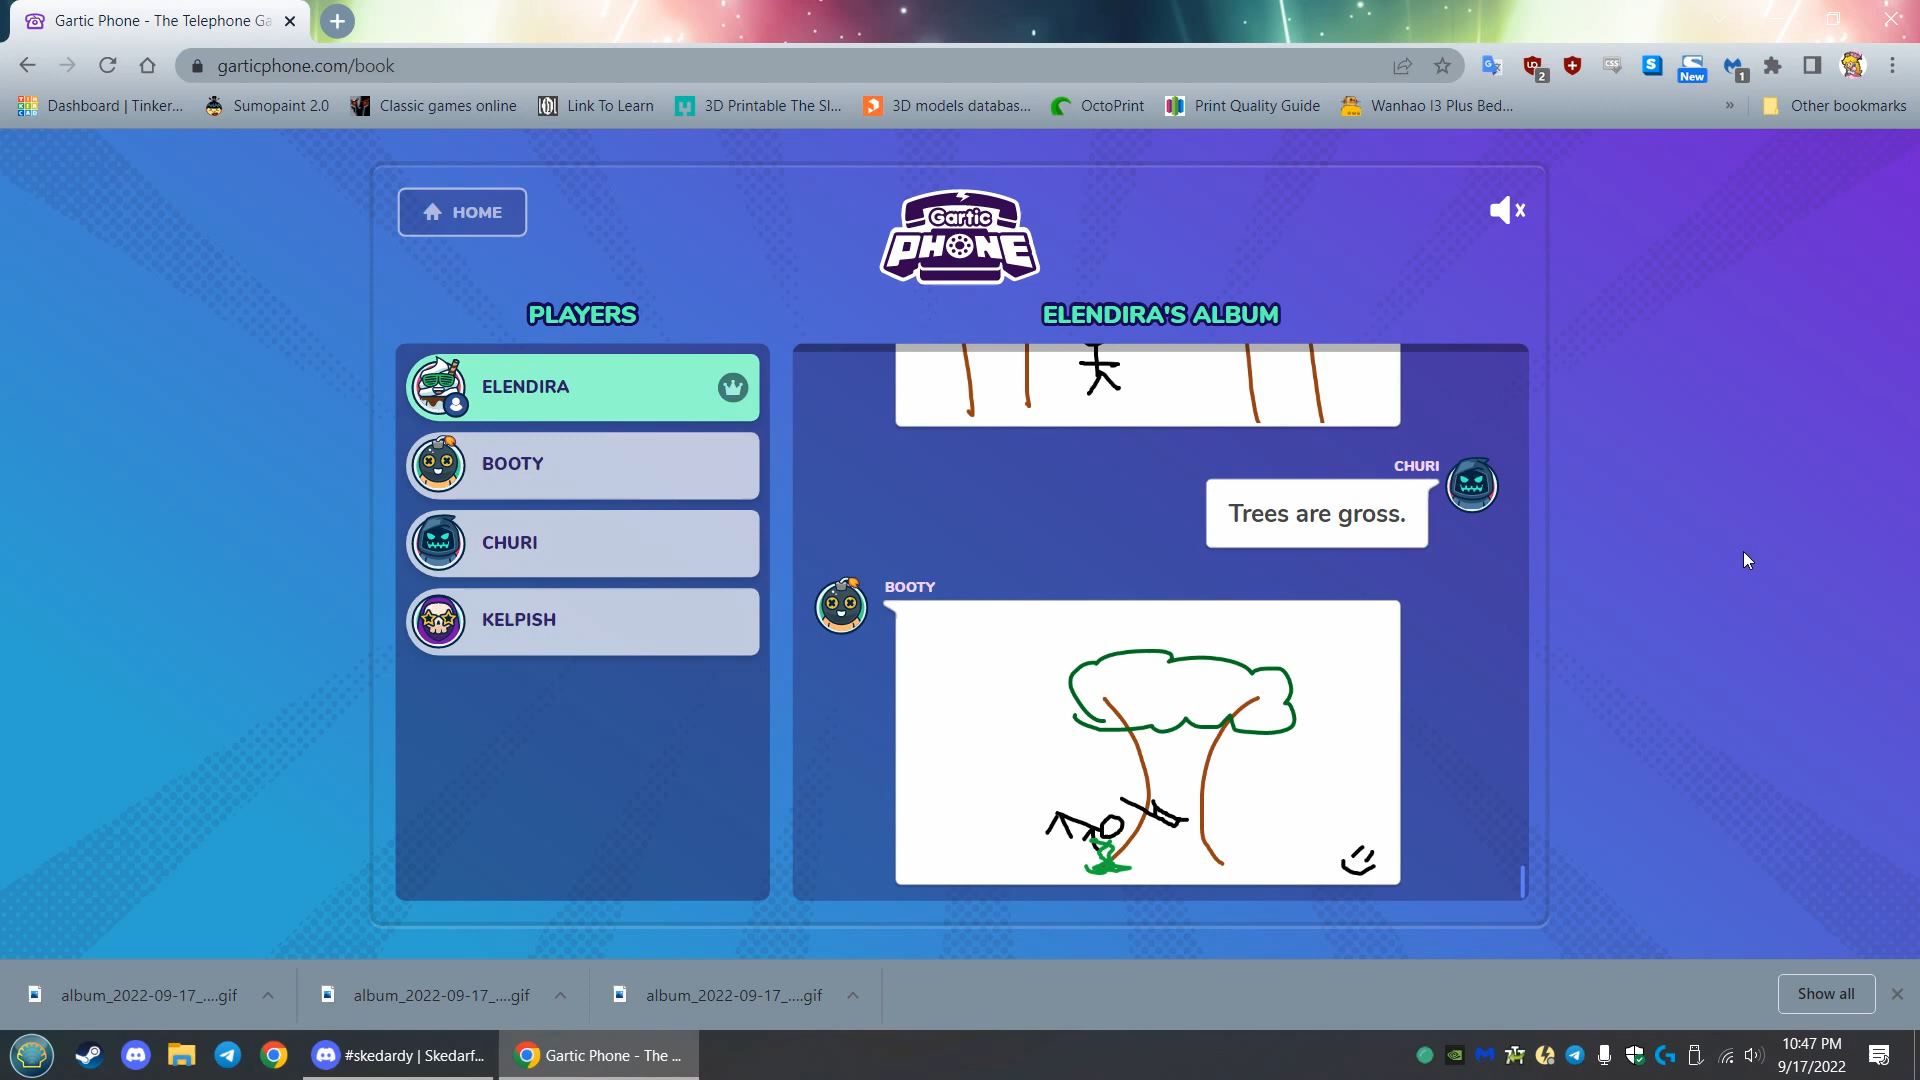 Gartic Phone - The Telephone Ga
garticphone.com/book
2
New
1
Dashboard | Tinker...
Sumopaint 2.0
Classic games online
Link To Learn
3D Printable The Sl...
3D models databas...
OctoPrint
Print Quality Guide
Wanhao I3 Plus Bed...
»
Other bookmarks
HOME
Gartic
PHONE
PLAYERS
ELENDIRA'S ALBUM
ELENDIRA
BOOTY
CHURI
KELPISH
CHURI
Trees are gross.
BOOTY
album_2022-09-17_....gif
album_2022-09-17_....gif
album_2022-09-17_....gif
Show all
#skedardy | Skedarf...
Gartic Phone - The ...
10:47 PM
9/17/2022